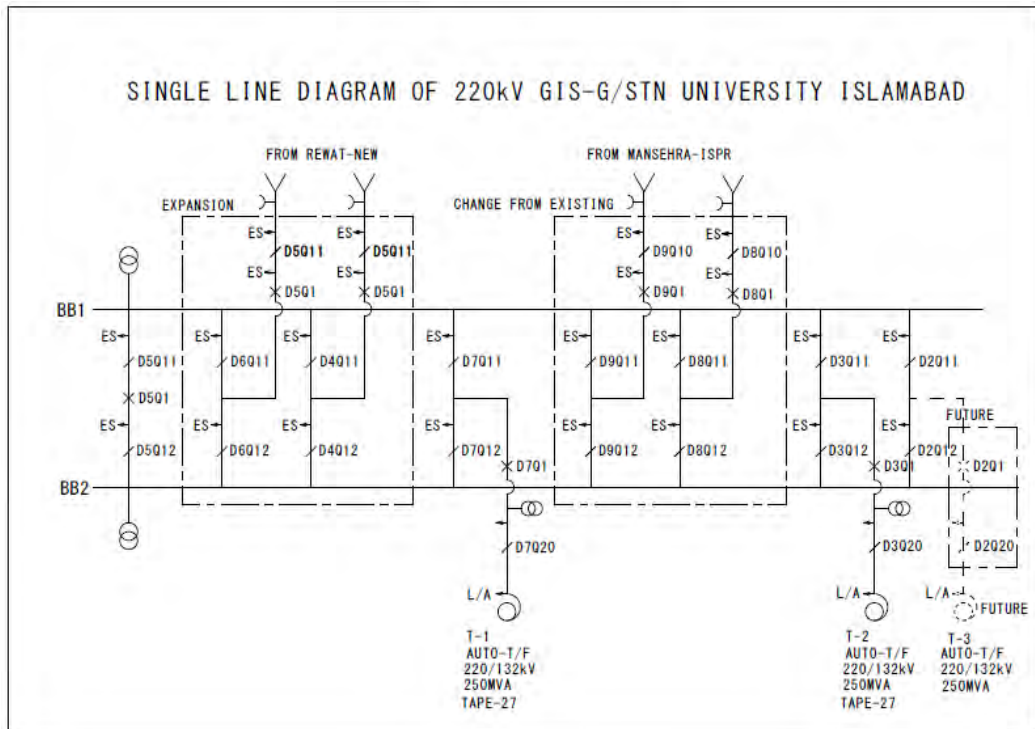 SINGLE LINE DIAGRAM OF 220kV GIS-G/STN UNIVERSITY ISLAMABAD
FROM REWAT-NEW
FROM MANSEHRA-ISPR
EXPANSION
CHANGE FROM EXISTING
ES
ES
ES
ES
D5Q11
D5Q11
D9Q10
D8Q10
ES
ES
ES
ES
D5Q1
D5Q1
D9Q1
D8Q1
BB1
ES
ES
ES
ES
ES
ES
ES
ES
D5Q11
D6Q11
D4Q11
D7Q11
D9Q11
D8Q11
D3Q11
D2Q11
D5Q1
FUTURE
ES
ES
ES
ES
ES
ES
ES
ES
D5Q12
D6Q12
D4Q12
D7Q12
D9Q12
D8Q12
D3Q12
D2Q12
D7Q1
D3Q1
D2Q1
BB2
D7Q20
D3Q20
D2Q20
L/A
L/A
L/A
FUTURE
T-1
AUTO-T/F
220/132kV
250MVA
TAPE-27
T-2
AUTO-T/F
220/132kV
250MVA
TAPE-27
T-3
AUTO-T/F
220/132kV
250MVA